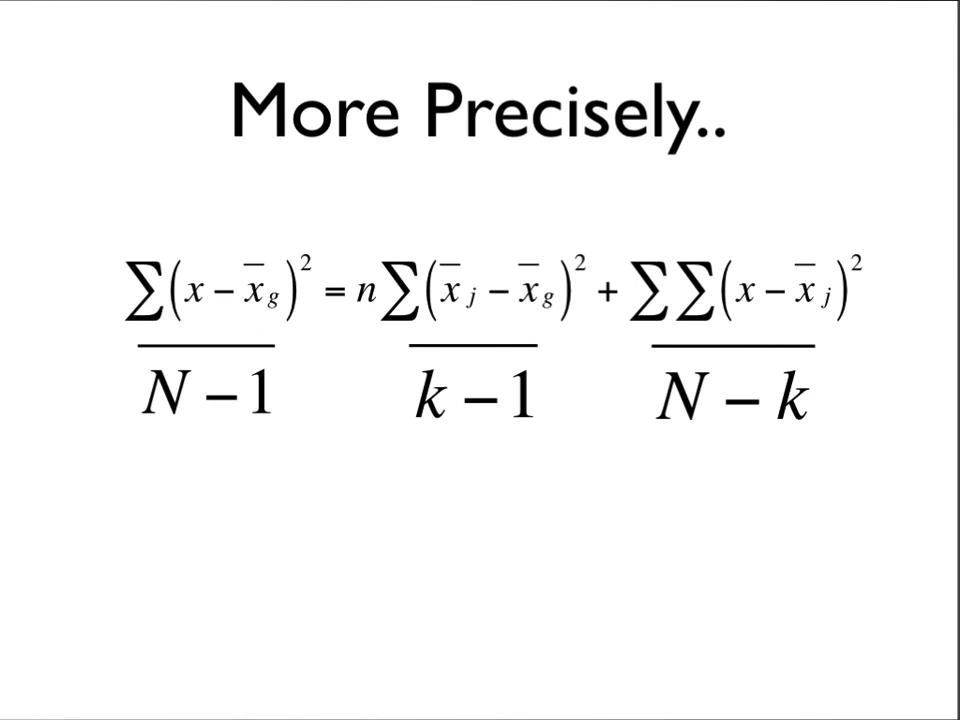 More Precisely..
∑(x − x̄g)² = n∑(x̄j − x̄g)² + ∑∑(x − x̄j)²
N − 1 k − 1 N − k